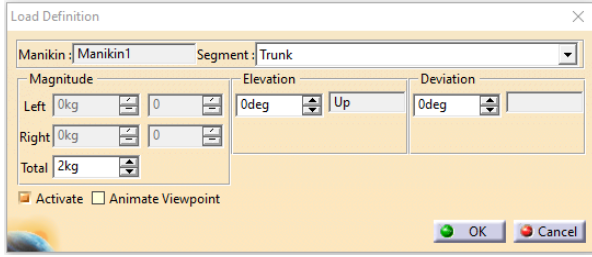 Load Definition
Manikin : Manikin1 Segment : Trunk
Magnitude Elevation Deviation
Left 0kg 0 0deg Up 0deg
Right 0kg 0
Total 2kg
Activate Animate Viewpoint
OK Cancel